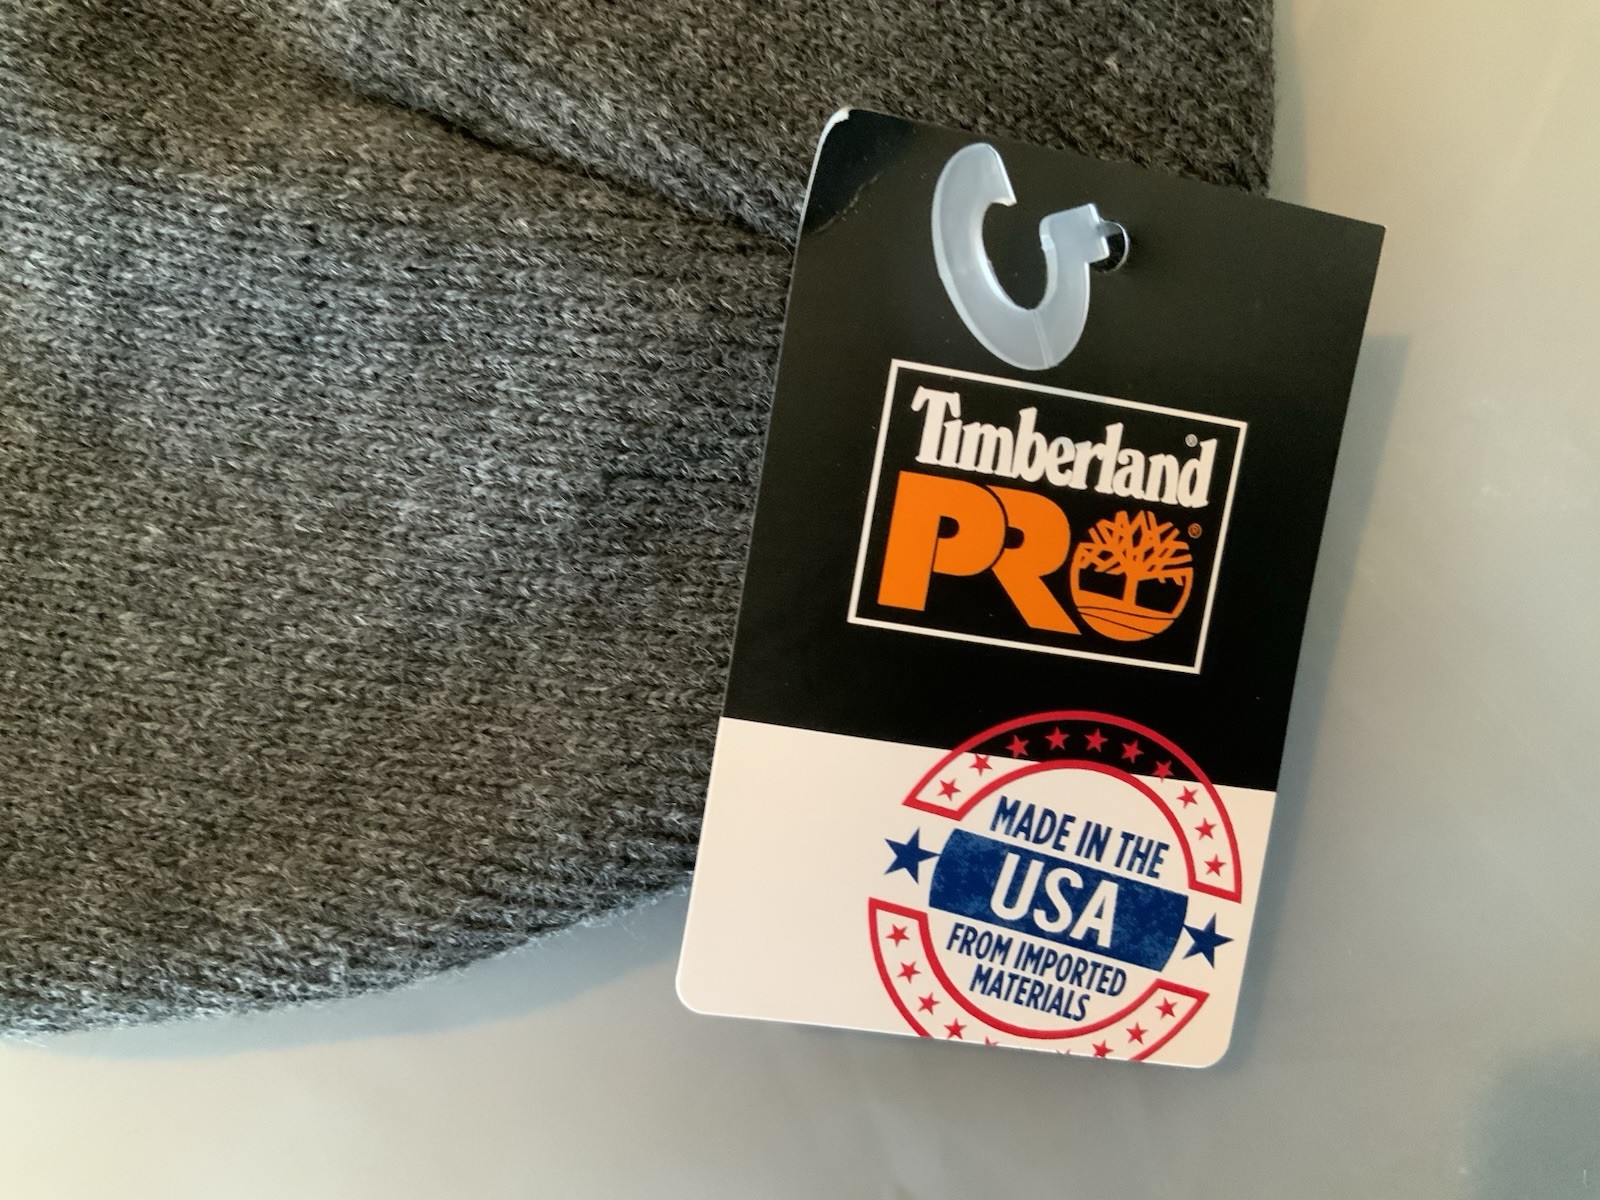 Timberland®
PRO®
MADE IN THE
USA
FROM IMPORTED
MATERIALS